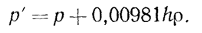 p′ = p + 0,00981hρ.